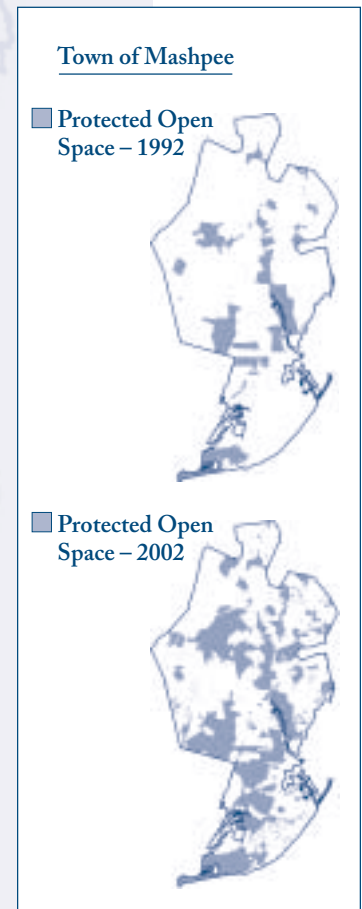 Town of Mashpee
Protected Open
Space – 1992
Protected Open
Space – 2002